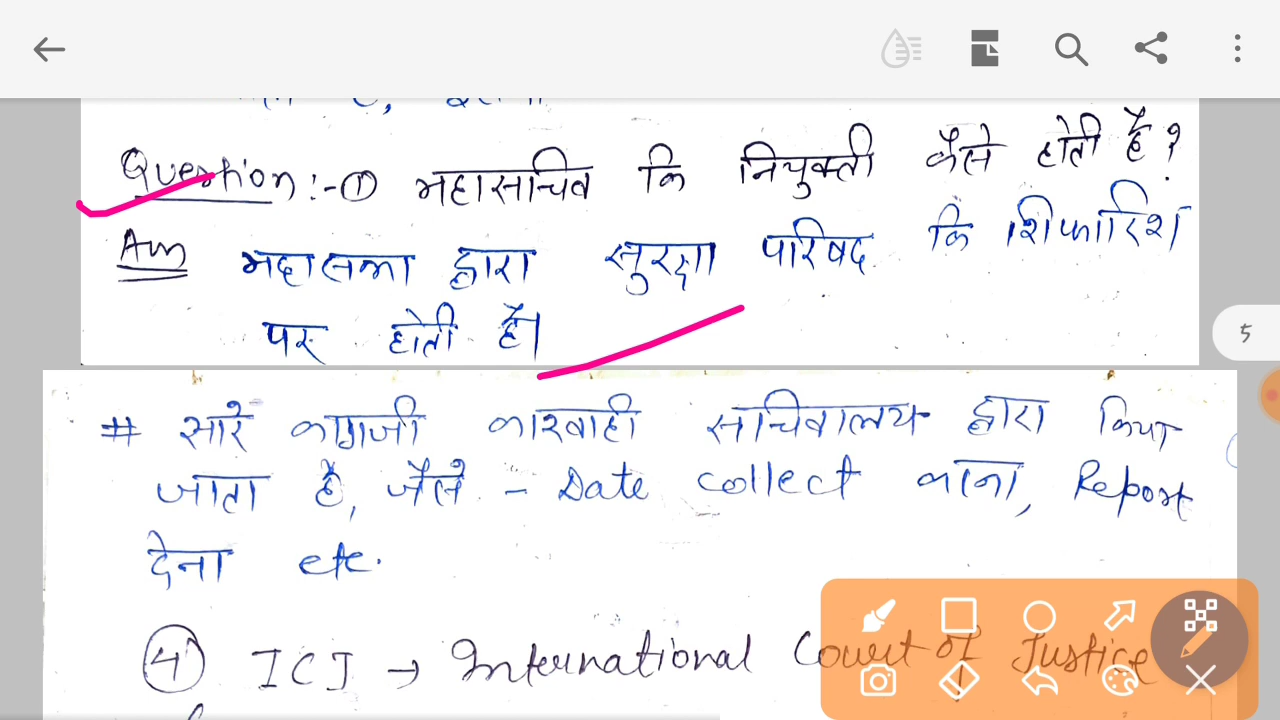 Question:-① महासचिव कि नियुक्ती कैसे होती है?
Ans महासभा द्वारा सुरक्षा परिषद कि शिफारिश
पर होती है।
5
# सारे कागजी कारवाही सचिवालय द्वारा किया
जाता है, जैसे - Date collect करना, Report
देना etc.
④ ICJ → International Court of Justice